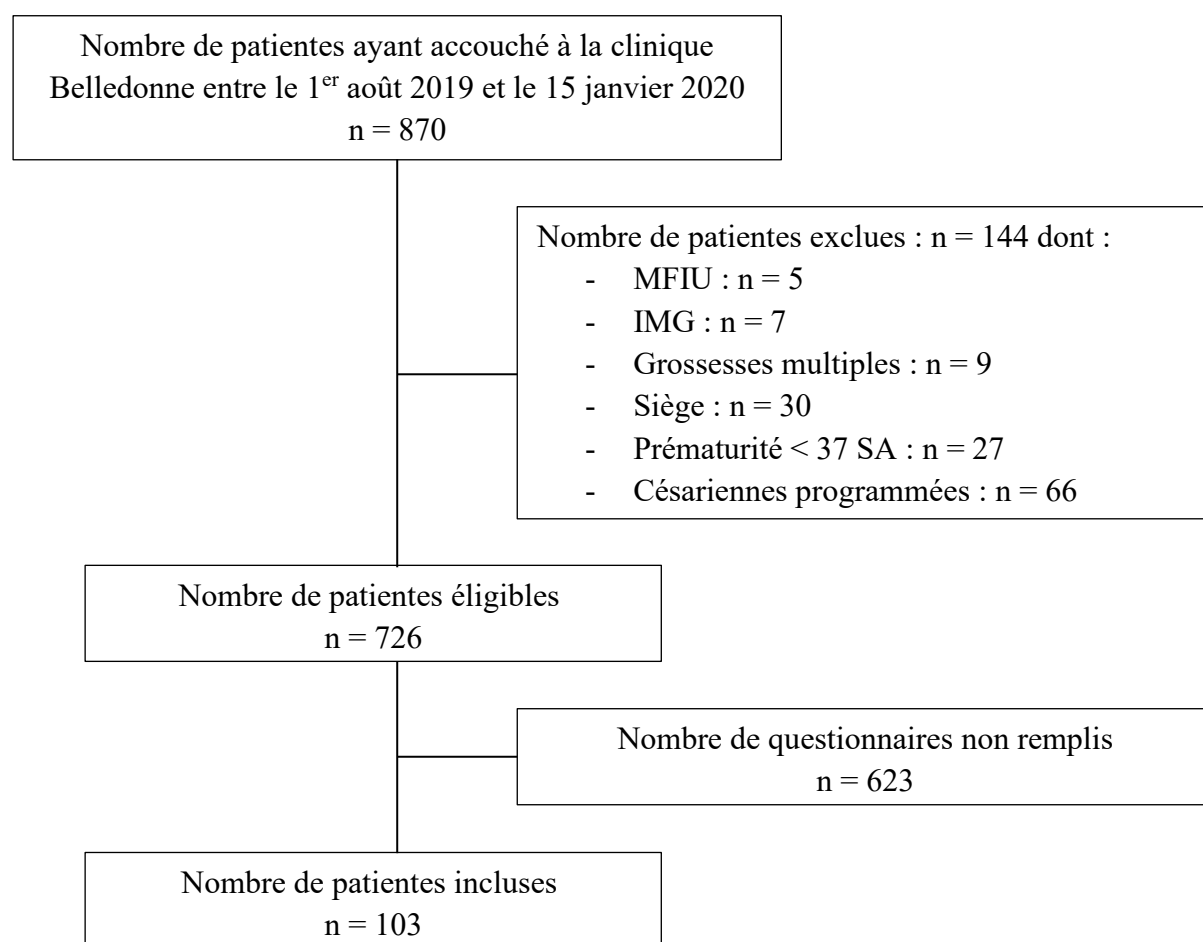 Nombre de patientes ayant accouché à la clinique
Belledonne entre le 1er août 2019 et le 15 janvier 2020
n = 870
Nombre de patientes exclues : n = 144 dont :
- MFIU : n = 5
- IMG : n = 7
- Grossesses multiples : n = 9
- Siège : n = 30
- Prématurité < 37 SA : n = 27
- Césariennes programmées : n = 66
Nombre de patientes éligibles
n = 726
Nombre de questionnaires non remplis
n = 623
Nombre de patientes incluses
n = 103